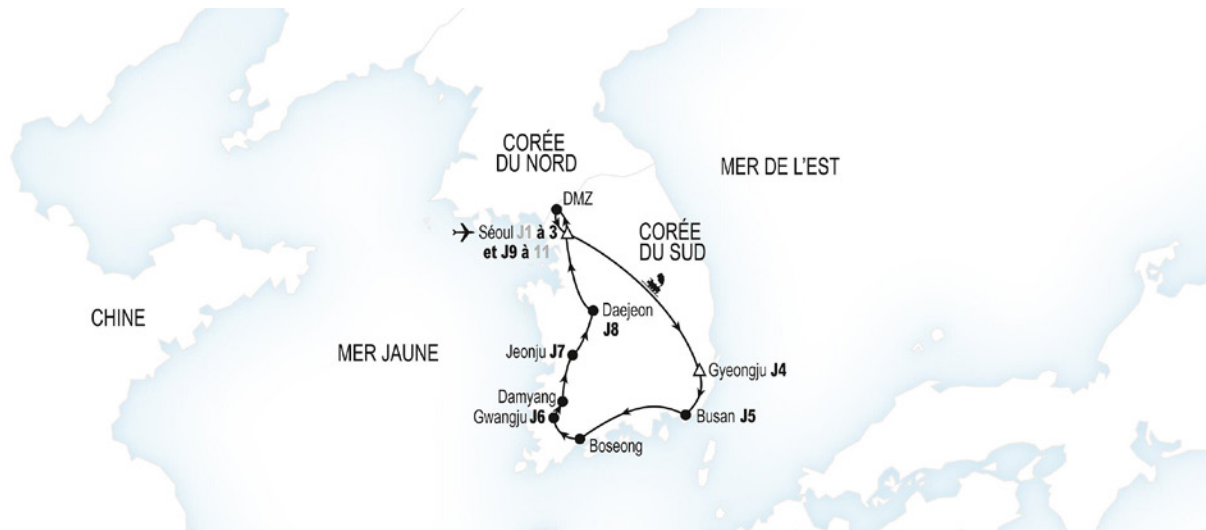 CORÉE
DU NORD
MER DE L'EST
DMZ
Séoul J1 à 3
et J9 à 11
CORÉE
DU SUD
CHINE
Daejeon
J8
MER JAUNE
Jeonju J7
Gyeongju J4
Damyang
Gwangju J6
Busan J5
Boseong